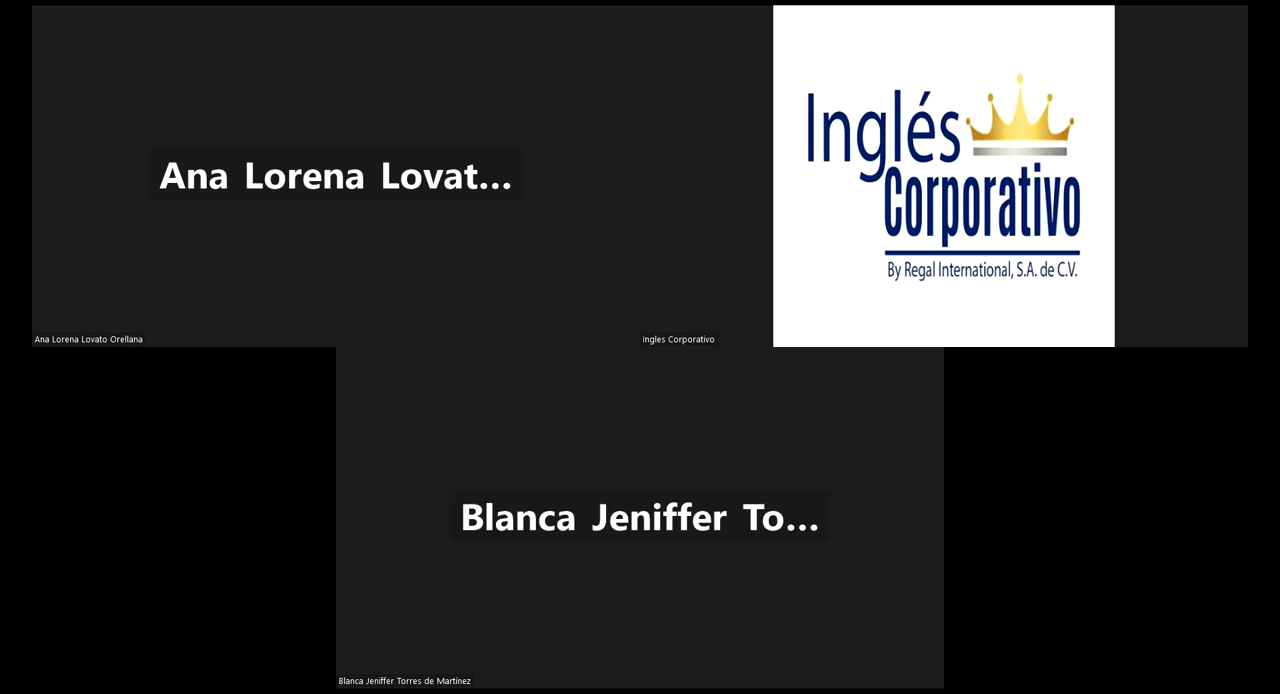 Ana Lorena Lovat...
Ana Lorena Lovato Orellana
Inglés
Corporativo
By Regal International, S.A. de C.V.
Ingles Corporativo
Blanca Jeniffer To...
Blanca Jeniffer Torres de Martínez